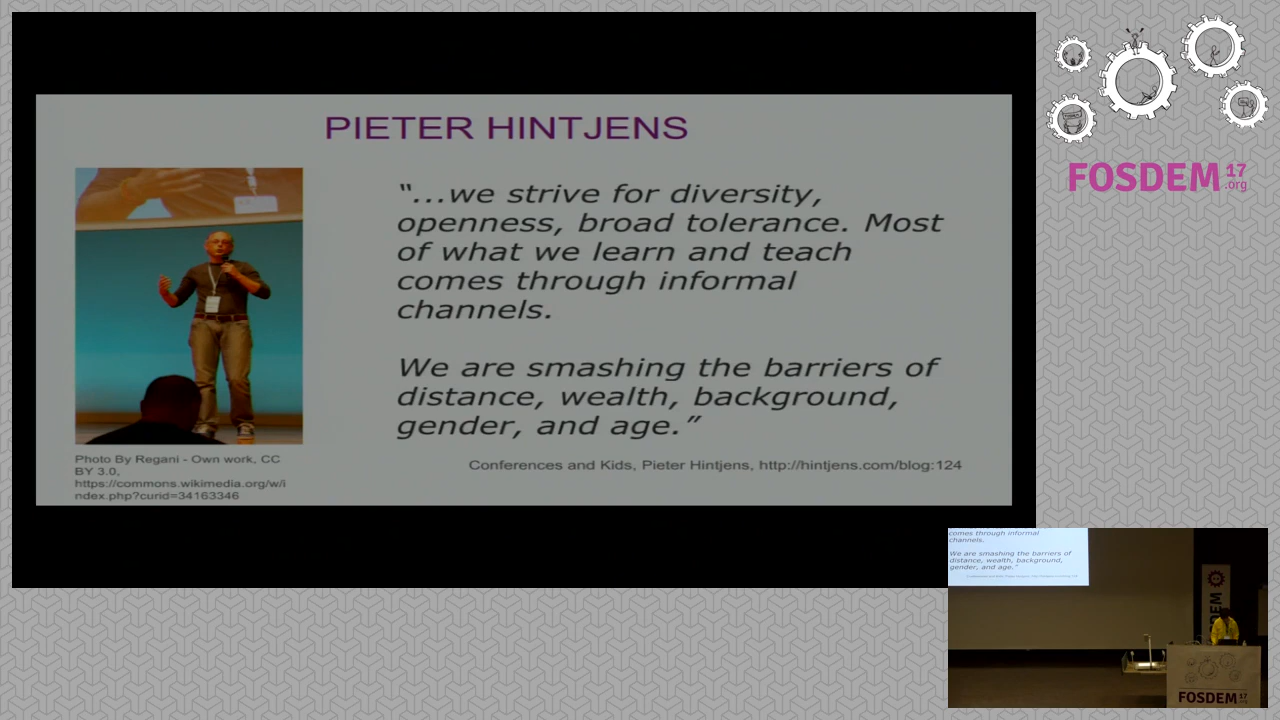 PIETER HINTJENS
“...we strive for diversity,
openness, broad tolerance. Most
of what we learn and teach
comes through informal
channels.
We are smashing the barriers of
distance, wealth, background,
gender, and age.”
Conferences and Kids, Pieter Hintjens, http://hintjens.com/blog:124
Photo By Regani - Own work, CC
BY 3.0,
https://commons.wikimedia.org/w/i
ndex.php?curid=34163346
FOSDEM 17
.org
comes through informal
channels.
We are smashing the barriers of
distance, wealth, background,
gender, and age.”
FOSDEM 17